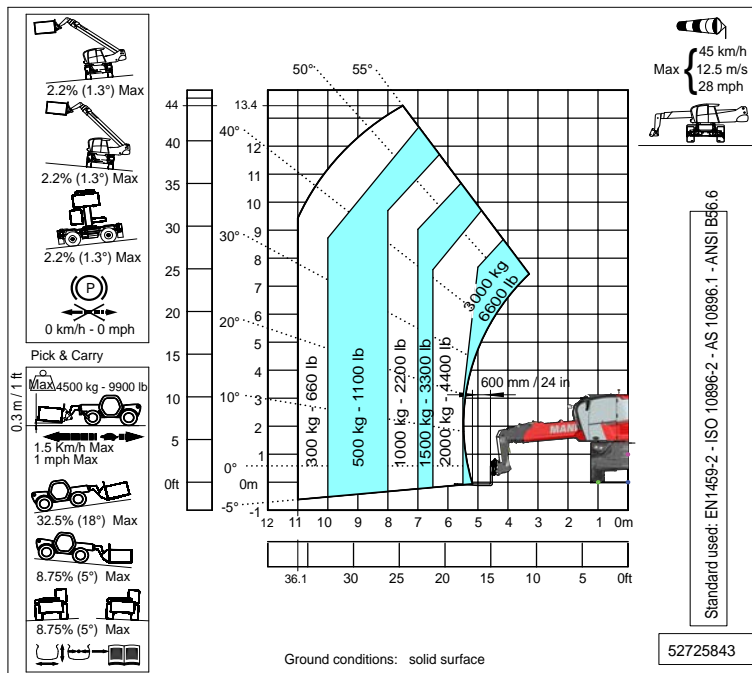 2.2% (1.3°) Max
2.2% (1.3°) Max
2.2% (1.3°) Max
P
0 km/h - 0 mph
Pick & Carry
Max
4500 kg - 9900 lb
0.3 m / 1 ft
1.5 Km/h Max
1 mph Max
32.5% (18°) Max
8.75% (5°) Max
8.75% (5°) Max
44
40
35
30
25
20
15
10
5
0ft
13.4
12
11
10
9
8
7
6
5
4
3
2
1
0m
-1
55°
50°
40°
30°
20°
10°
0°
-5°
300 kg - 660 lb
500 kg - 1100 lb
1000 kg - 2200 lb
1500 kg - 3300 lb
2000 kg - 4400 lb
3000 kg
6600 lb
600 mm / 24 in
MANI
12 11 10 9 8 7 6 5 4 3 2 1 0m
36.1 30 25 20 15 10 5 0ft
Ground conditions: solid surface
Max
45 km/h
12.5 m/s
28 mph
Standard used: EN1459-2 - ISO 10896-2 - AS 10896.1 - ANSI B56.6
52725843